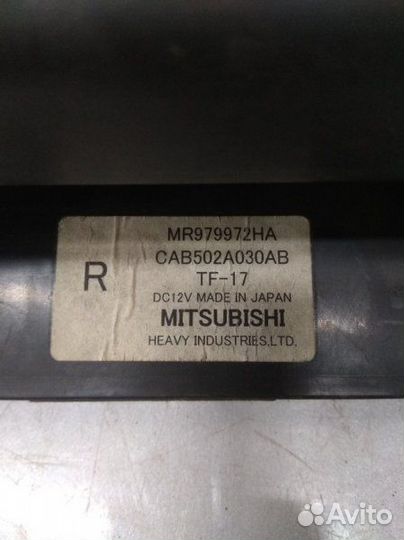 R
MR979972HA
CAB502A030AB
TF-17
DC12V MADE IN JAPAN
MITSUBISHI
HEAVY INDUSTRIES,LTD.
Avito